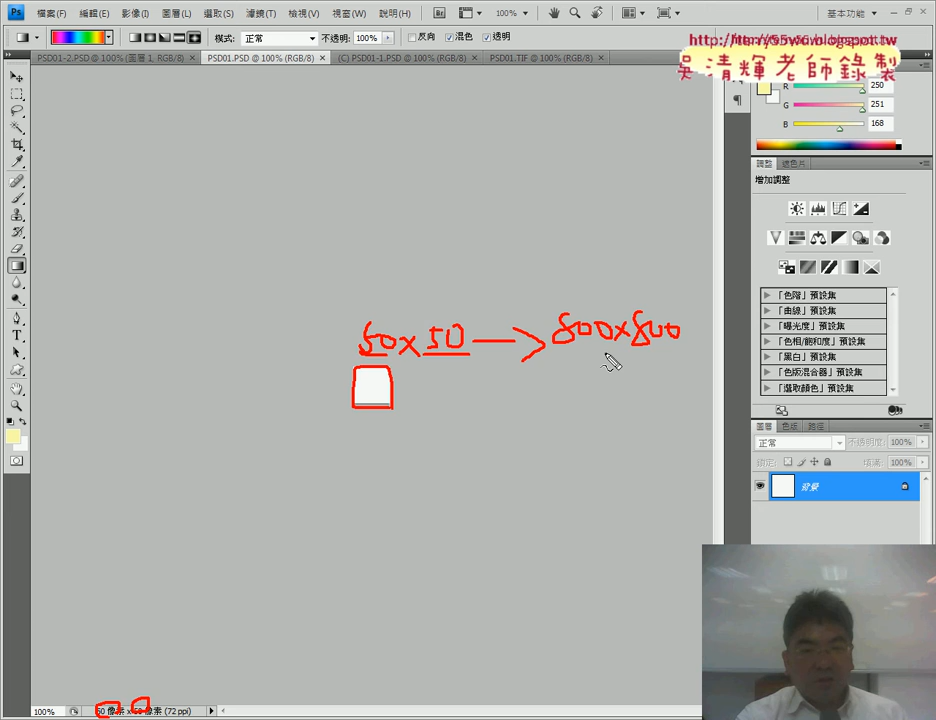 Ps 檔案(F) 編輯(E) 影像(I) 圖層(L) 選取(S) 濾鏡(T) 檢視(V) 視窗(W) 說明(H) Br 100% 基本功能
模式: 正常 不透明: 100% 反向 混色 透明
吳清輝老師錄製
PSD01-2.PSD @ 100% (圖層 1, RGB/8) PSD01.PSD @ 100% (RGB/8) (C) PSD01-1.PSD @ 100% (RGB/8) PSD01.TIF @ 100% (RGB/8)
R 250
G 251
B 168
調整 遮色片
增加調整
「色階」預設集
「曲線」預設集
「曝光度」預設集
「色相/飽和度」預設集
「黑白」預設集
「色版混合器」預設集
「選取顏色」預設集
50x50 800x800
圖層 色版 路徑
正常 不透明度: 100%
鎖定: 填滿: 100%
背景
100% 50 像素 x 50 像素 (72 ppi)